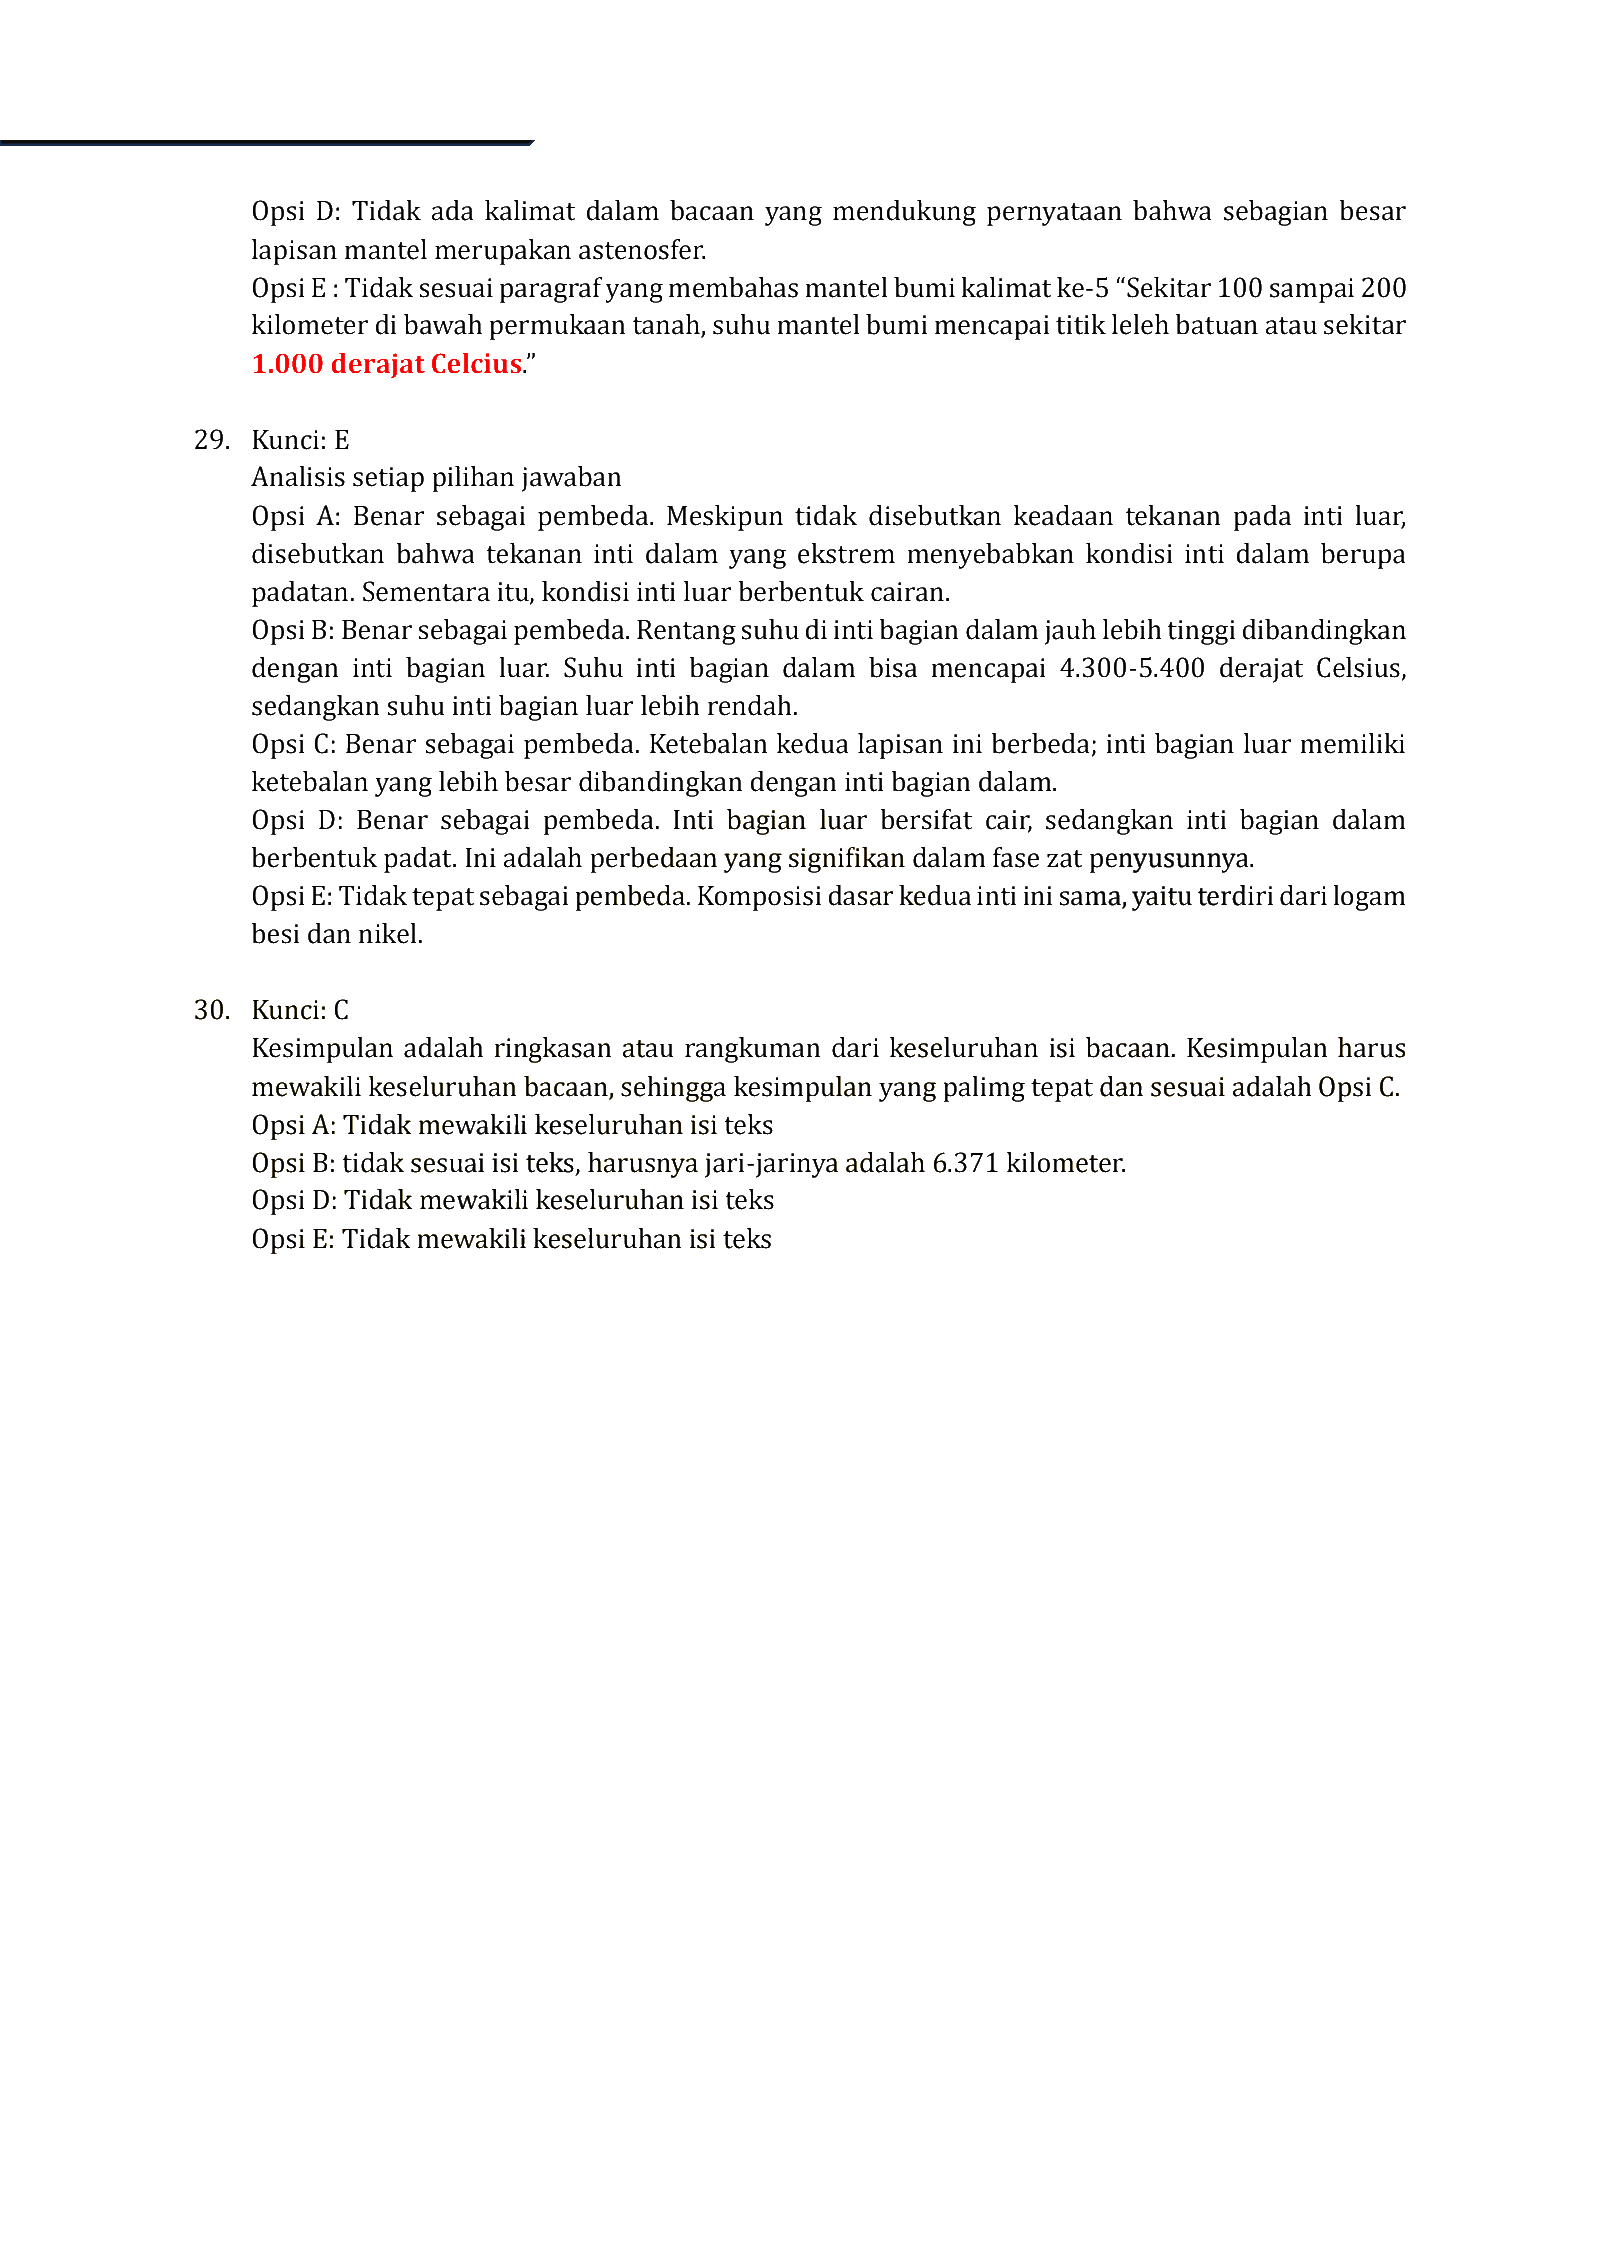 Opsi D: Tidak ada kalimat dalam bacaan yang mendukung pernyataan bahwa sebagian besar
lapisan mantel merupakan astenosfer.
Opsi E : Tidak sesuai paragraf yang membahas mantel bumi kalimat ke-5 “Sekitar 100 sampai 200
kilometer di bawah permukaan tanah, suhu mantel bumi mencapai titik leleh batuan atau sekitar
1.000 derajat Celcius.”
29. Kunci: E
Analisis setiap pilihan jawaban
Opsi A: Benar sebagai pembeda. Meskipun tidak disebutkan keadaan tekanan pada inti luar,
disebutkan bahwa tekanan inti dalam yang ekstrem menyebabkan kondisi inti dalam berupa
padatan. Sementara itu, kondisi inti luar berbentuk cairan.
Opsi B: Benar sebagai pembeda. Rentang suhu di inti bagian dalam jauh lebih tinggi dibandingkan
dengan inti bagian luar. Suhu inti bagian dalam bisa mencapai 4.300-5.400 derajat Celsius,
sedangkan suhu inti bagian luar lebih rendah.
Opsi C: Benar sebagai pembeda. Ketebalan kedua lapisan ini berbeda; inti bagian luar memiliki
ketebalan yang lebih besar dibandingkan dengan inti bagian dalam.
Opsi D: Benar sebagai pembeda. Inti bagian luar bersifat cair, sedangkan inti bagian dalam
berbentuk padat. Ini adalah perbedaan yang signifikan dalam fase zat penyusunnya.
Opsi E: Tidak tepat sebagai pembeda. Komposisi dasar kedua inti ini sama, yaitu terdiri dari logam
besi dan nikel.
30. Kunci: C
Kesimpulan adalah ringkasan atau rangkuman dari keseluruhan isi bacaan. Kesimpulan harus
mewakili keseluruhan bacaan, sehingga kesimpulan yang palimg tepat dan sesuai adalah Opsi C.
Opsi A: Tidak mewakili keseluruhan isi teks
Opsi B: tidak sesuai isi teks, harusnya jari-jarinya adalah 6.371 kilometer.
Opsi D: Tidak mewakili keseluruhan isi teks
Opsi E: Tidak mewakili keseluruhan isi teks